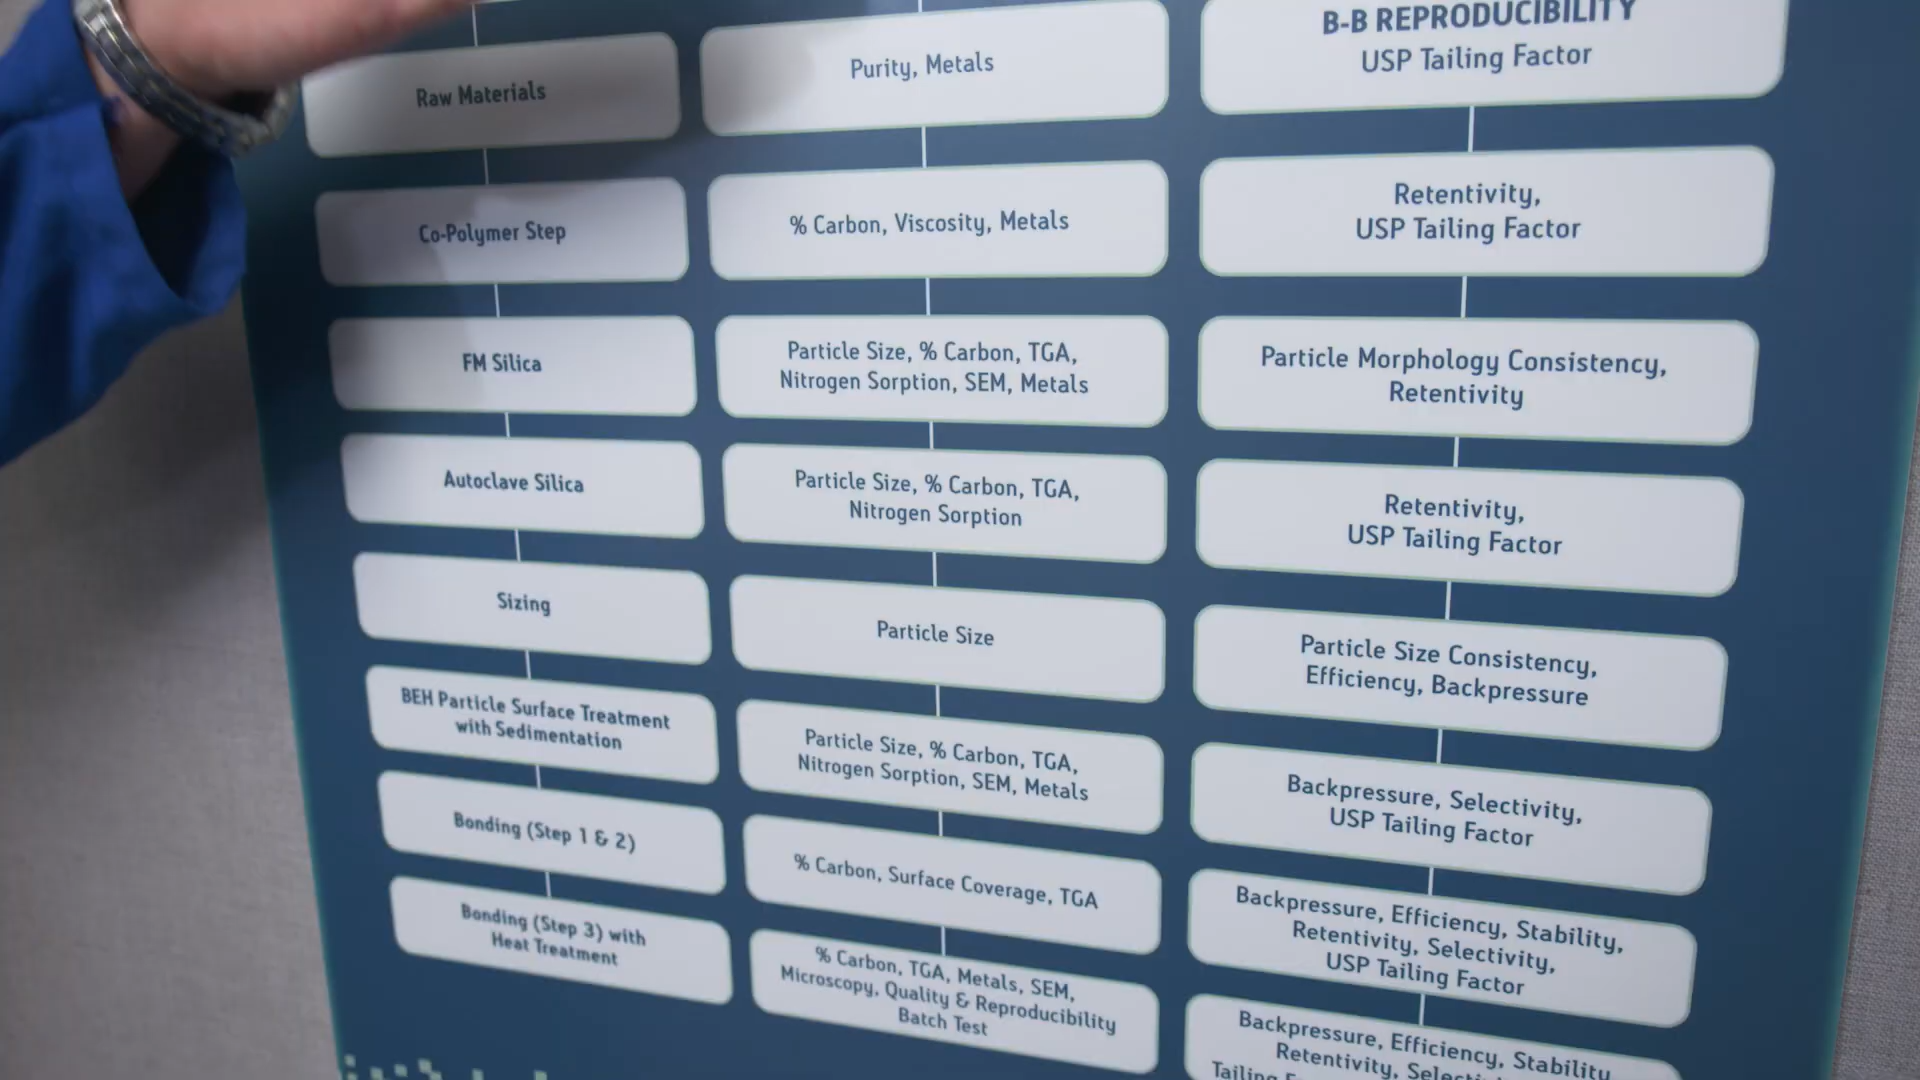 Raw Materials
Purity, Metals
B-B REPRODUCIBILITY
USP Tailing Factor
Co-Polymer Step
% Carbon, Viscosity, Metals
Retentivity,
USP Tailing Factor
FM Silica
Particle Size, % Carbon, TGA,
Nitrogen Sorption, SEM, Metals
Particle Morphology Consistency,
Retentivity
Autoclave Silica
Particle Size, % Carbon, TGA,
Nitrogen Sorption
Retentivity,
USP Tailing Factor
Sizing
Particle Size
Particle Size Consistency,
Efficiency, Backpressure
BEH Particle Surface Treatment
with Sedimentation
Particle Size, % Carbon, TGA,
Nitrogen Sorption, SEM, Metals
Backpressure, Selectivity,
USP Tailing Factor
Bonding (Step 1 & 2)
% Carbon, Surface Coverage, TGA
Backpressure, Efficiency, Stability,
Retentivity, Selectivity,
USP Tailing Factor
Bonding (Step 3) with
Heat Treatment
% Carbon, TGA, Metals, SEM,
Microscopy, Quality & Reproducibility
Batch Test
Backpressure, Efficiency, Stability
Retentivity,
Tailing